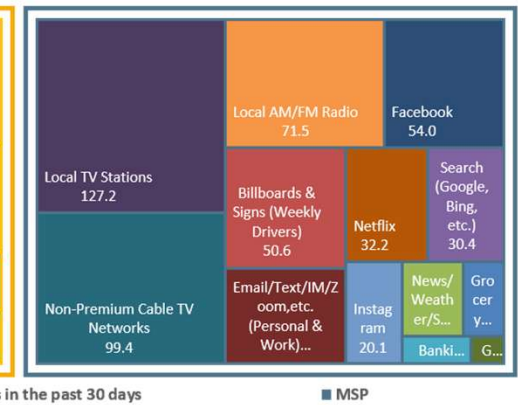 Local TV Stations
127.2
Non-Premium Cable TV
Networks
99.4
Local AM/FM Radio
71.5
Facebook
54.0
Billboards &
Signs (Weekly
Drivers)
50.6
Netflix
32.2
Search
(Google,
Bing,
etc.)
30.4
Email/Text/IM/Z
oom,etc.
(Personal &
Work)...
Instag
ram
20.1
News/
Weath
er/S...
Gro
cer
y...
Banki...
G...
s in the past 30 days
MSP